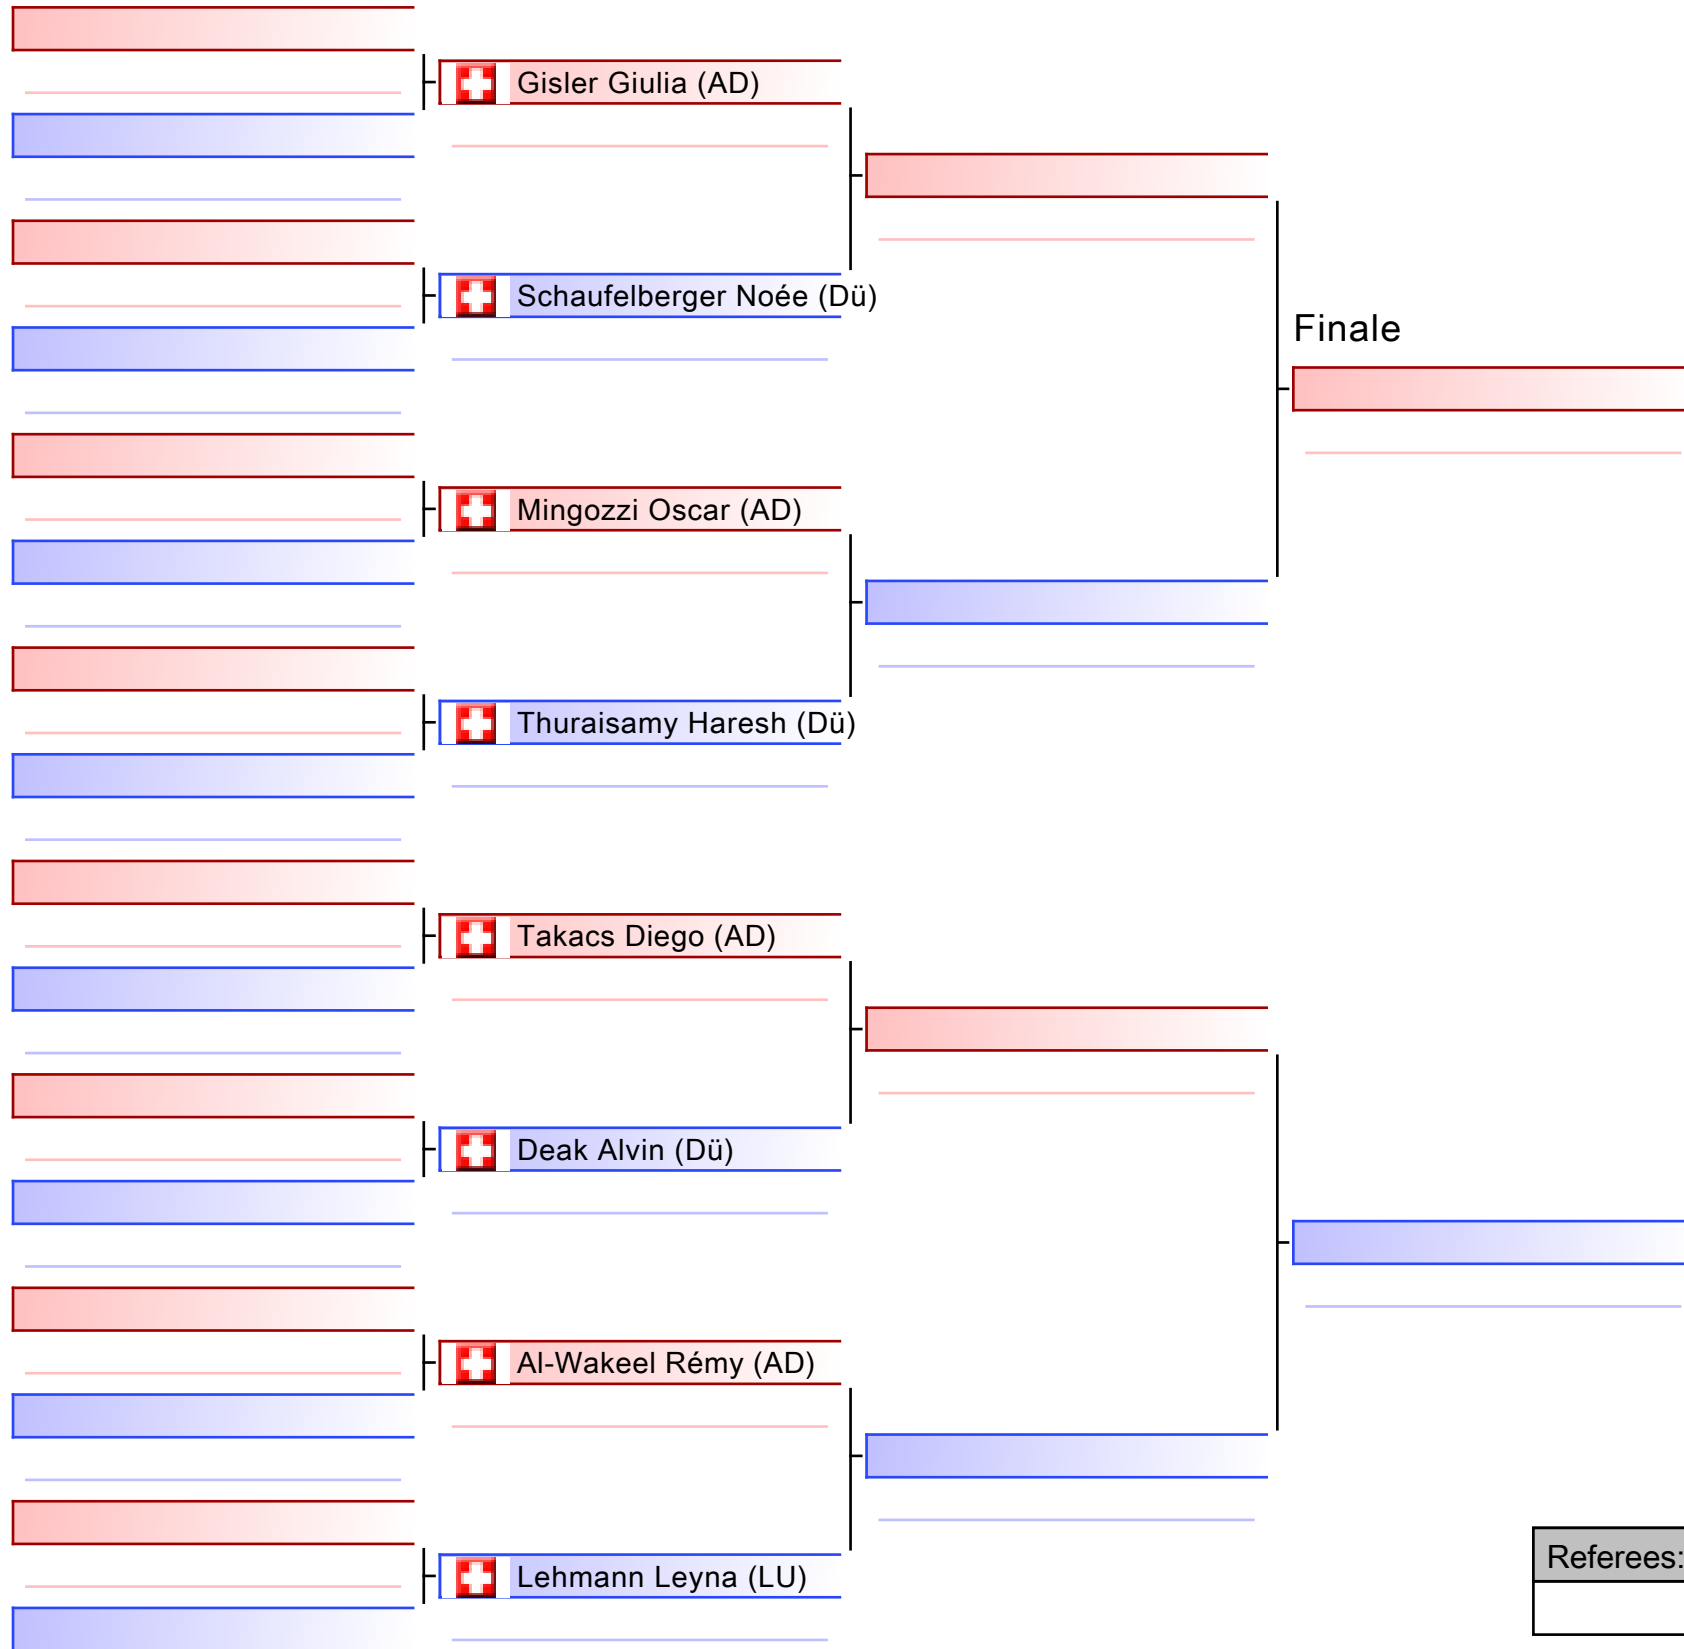 Gisler Giulia (AD)
Schaufelberger Noée (Dü)
Finale
Mingozzi Oscar (AD)
Thuraisamy Haresh (Dü)
Takacs Diego (AD)
Deak Alvin (Dü)
Al-Wakeel Rémy (AD)
Lehmann Leyna (LU)
Referees: